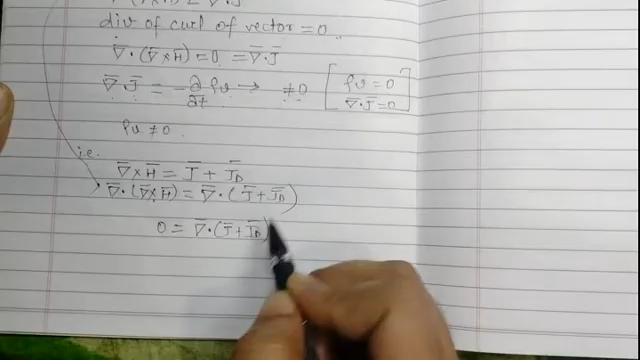 ∇̄·(∇̄×H̄) = ∇̄·J̄
div of curl of vector = 0
∇̄·(∇̄×H̄) = 0 = ∇̄·J̄
∇̄·J̄ = -∂/∂t ρv → ≠0 [ρv = 0 ∇̄·J̄ = 0]
ρv ≠ 0.
i.e.
∇̄×H̄ = J̄ + J̄D
∇̄·(∇̄×H̄) = ∇̄·(J̄+J̄D)
0 = ∇̄·(J̄+J̄D)